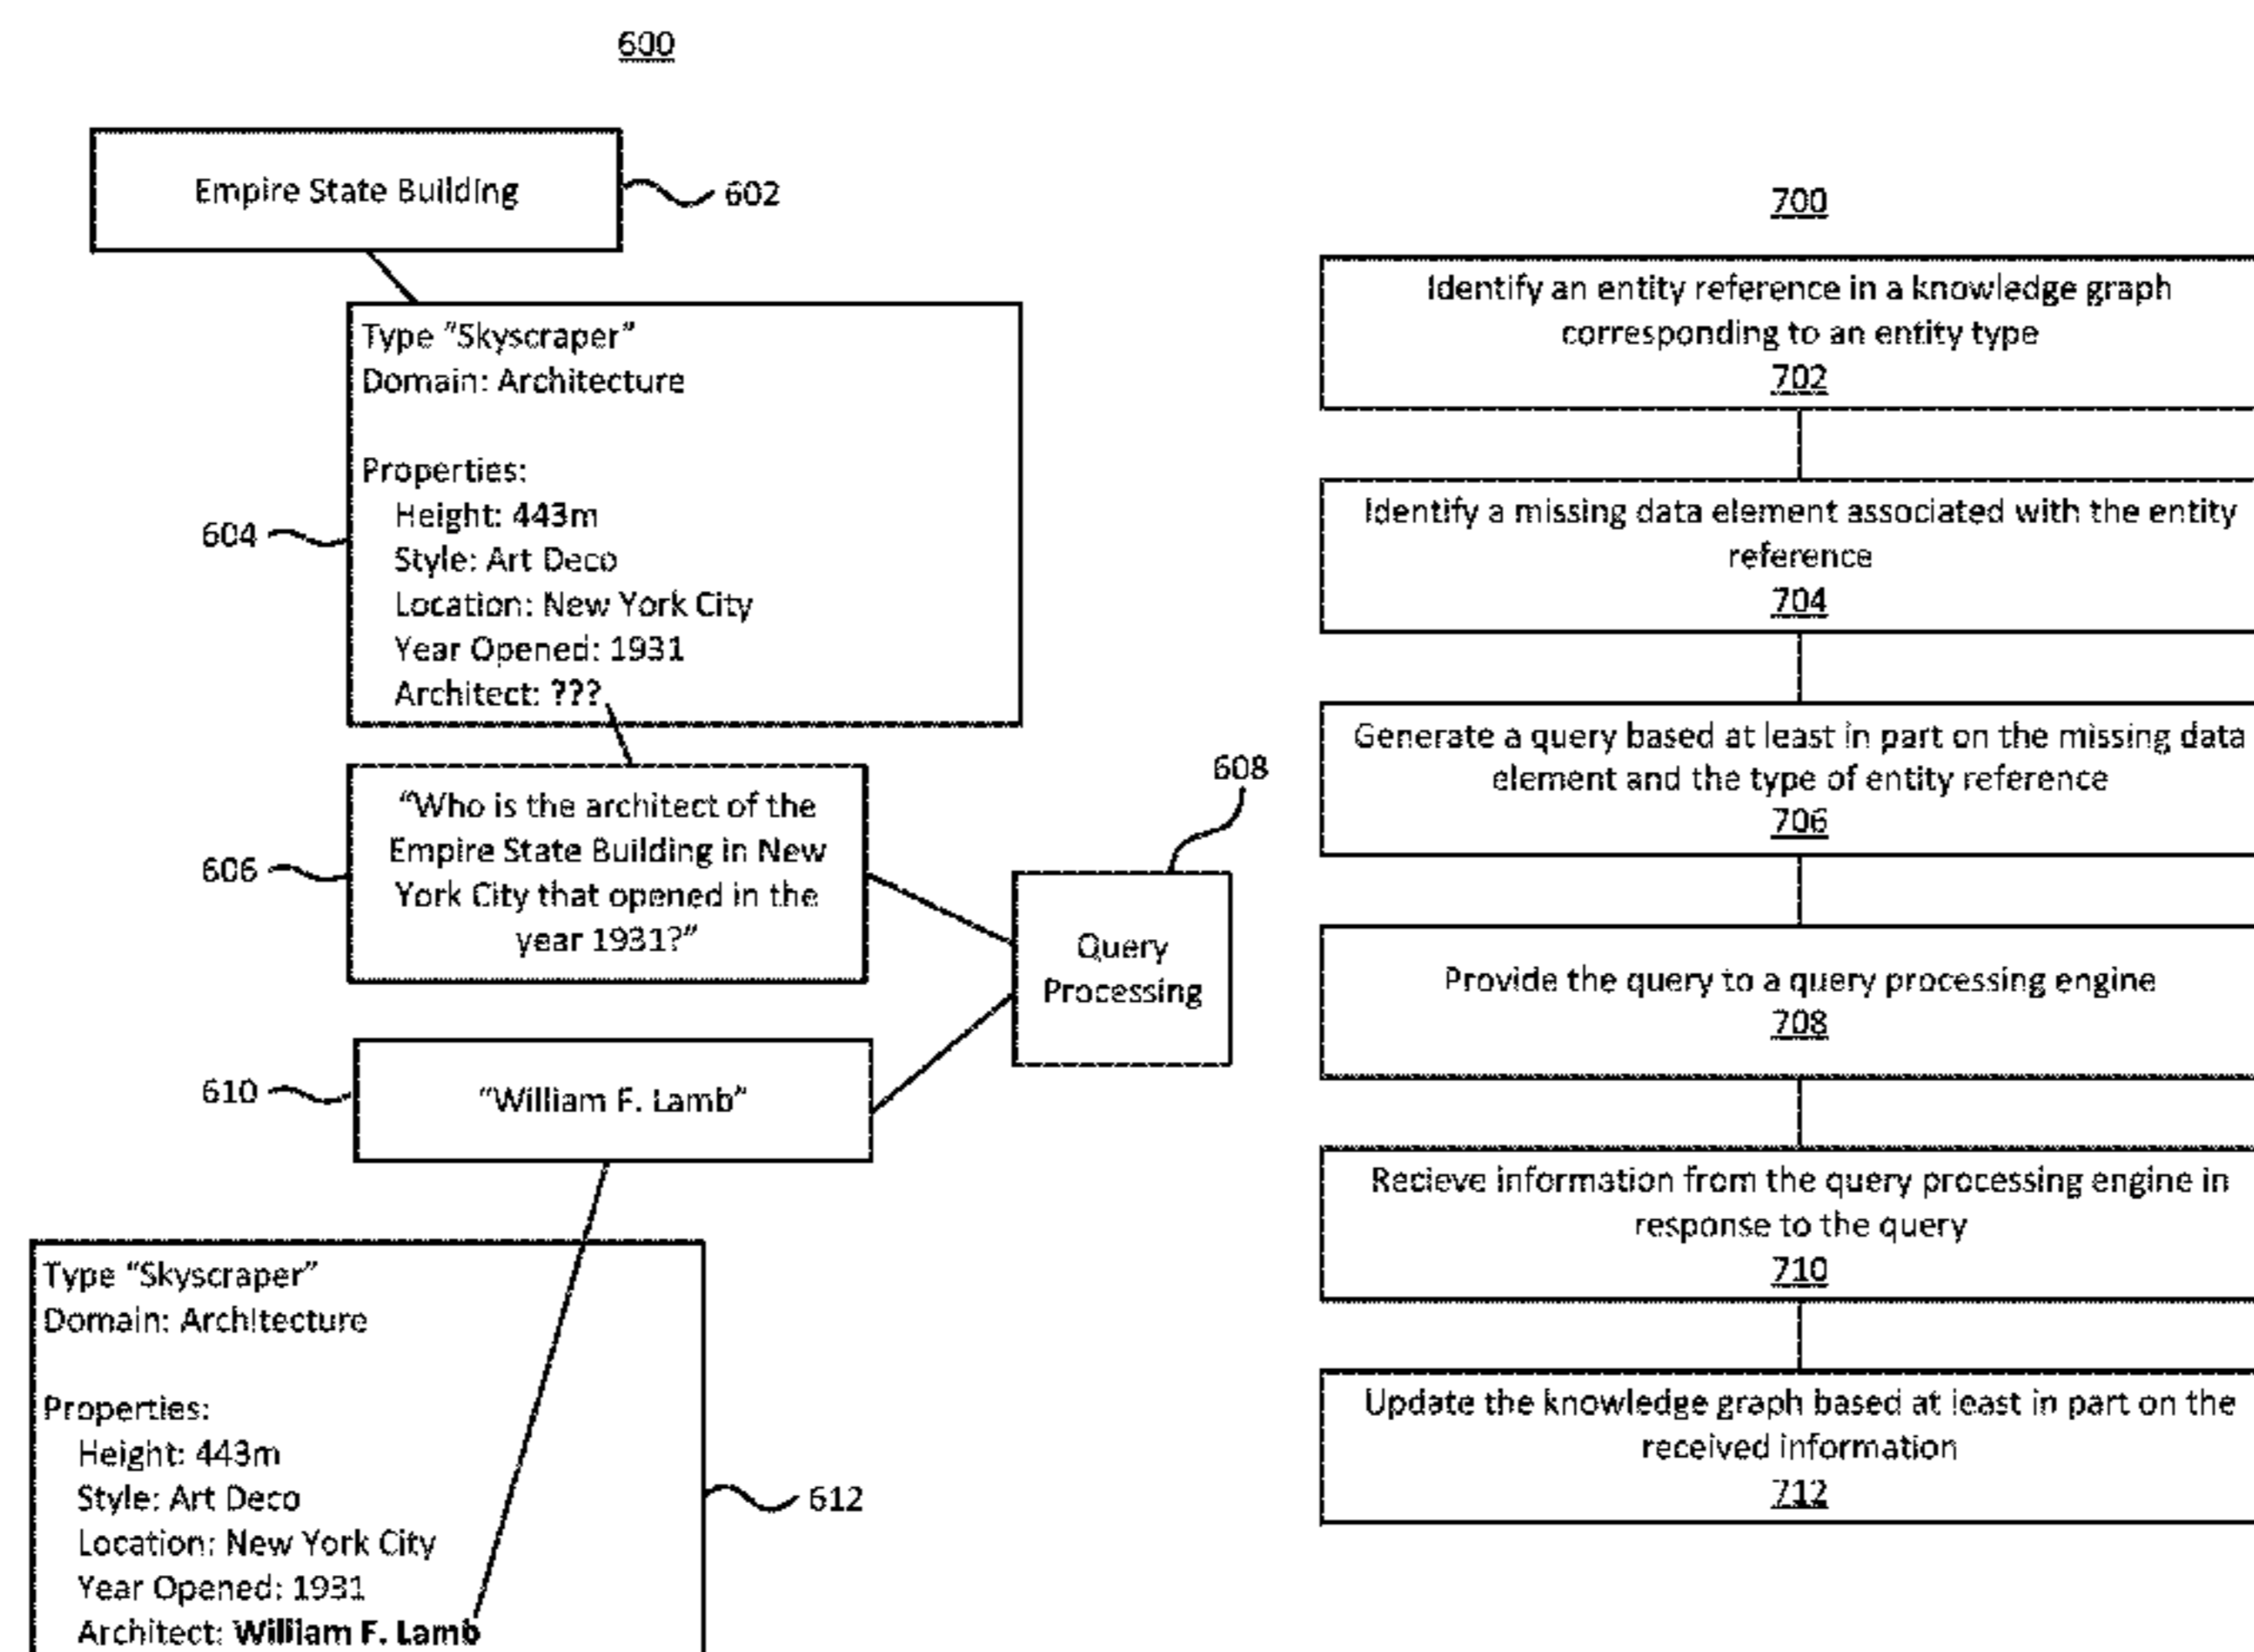 600
Empire State Building
602
Type "Skyscraper"
Domain: Architecture
Properties:
Height: 443m
Style: Art Deco
Location: New York City
Year Opened: 1931
Architect: ???
604
"Who is the architect of the
Empire State Building in New
York City that opened in the
year 1931?"
606
608
Query
Processing
610
"William F. Lamb"
Type "Skyscraper"
Domain: Architecture
Properties:
Height: 443m
Style: Art Deco
Location: New York City
Year Opened: 1931
Architect: William F. Lamb
612
700
Identify an entity reference in a knowledge graph
corresponding to an entity type
702
Identify a missing data element associated with the entity
reference
704
Generate a query based at least in part on the missing data
element and the type of entity reference
706
Provide the query to a query processing engine
708
Recieve information from the query processing engine in
response to the query
710
Update the knowledge graph based at least in part on the
received information
712